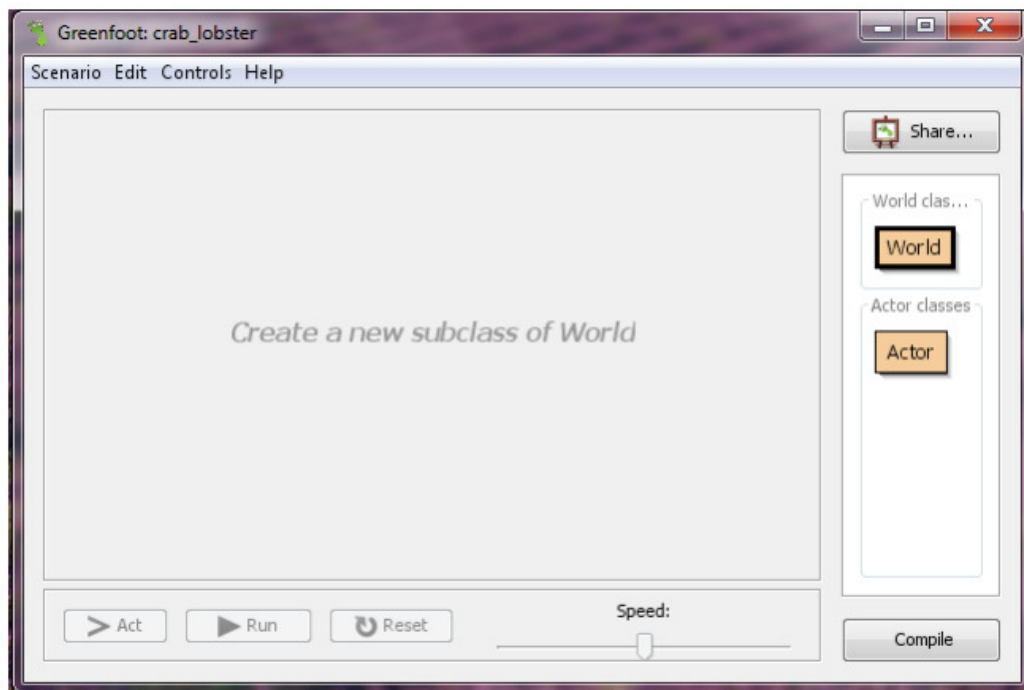 Greenfoot: crab_lobster
Scenario Edit Controls Help
Share...
World clas...
World
Actor classes
Actor
Create a new subclass of World
Act
Run
Reset
Speed:
Compile